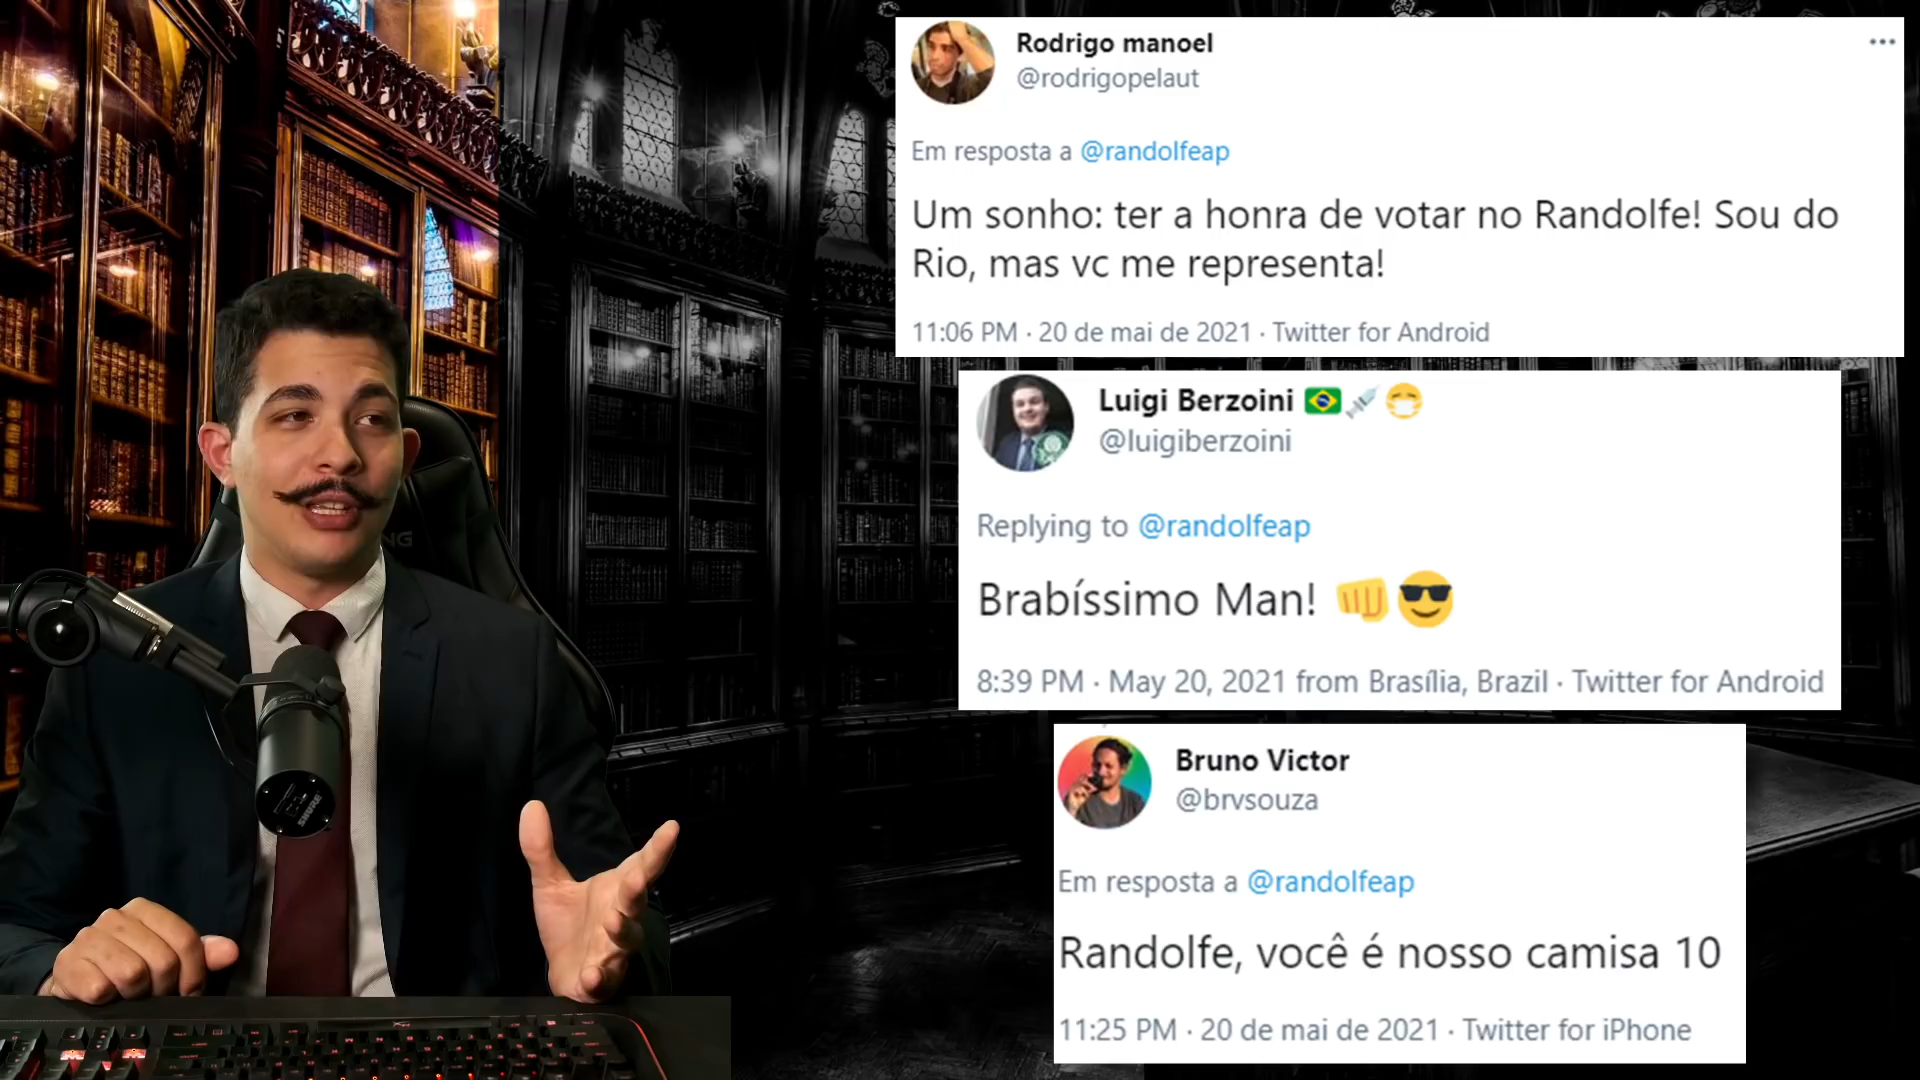 Rodrigo manoel
@rodrigopelaut
Em resposta a @randolfeap
Um sonho: ter a honra de votar no Randolfe! Sou do
Rio, mas vc me representa!
11:06 PM · 20 de mai de 2021 · Twitter for Android
Luigi Berzoini 🇧🇷💉😷
@luigiberzoini
Replying to @randolfeap
Brabíssimo Man! 👊😎
8:39 PM · May 20, 2021 from Brasília, Brazil · Twitter for Android
Bruno Victor
@brvsouza
Em resposta a @randolfeap
Randolfe, você é nosso camisa 10
11:25 PM · 20 de mai de 2021 · Twitter for iPhone
NG
SHURE